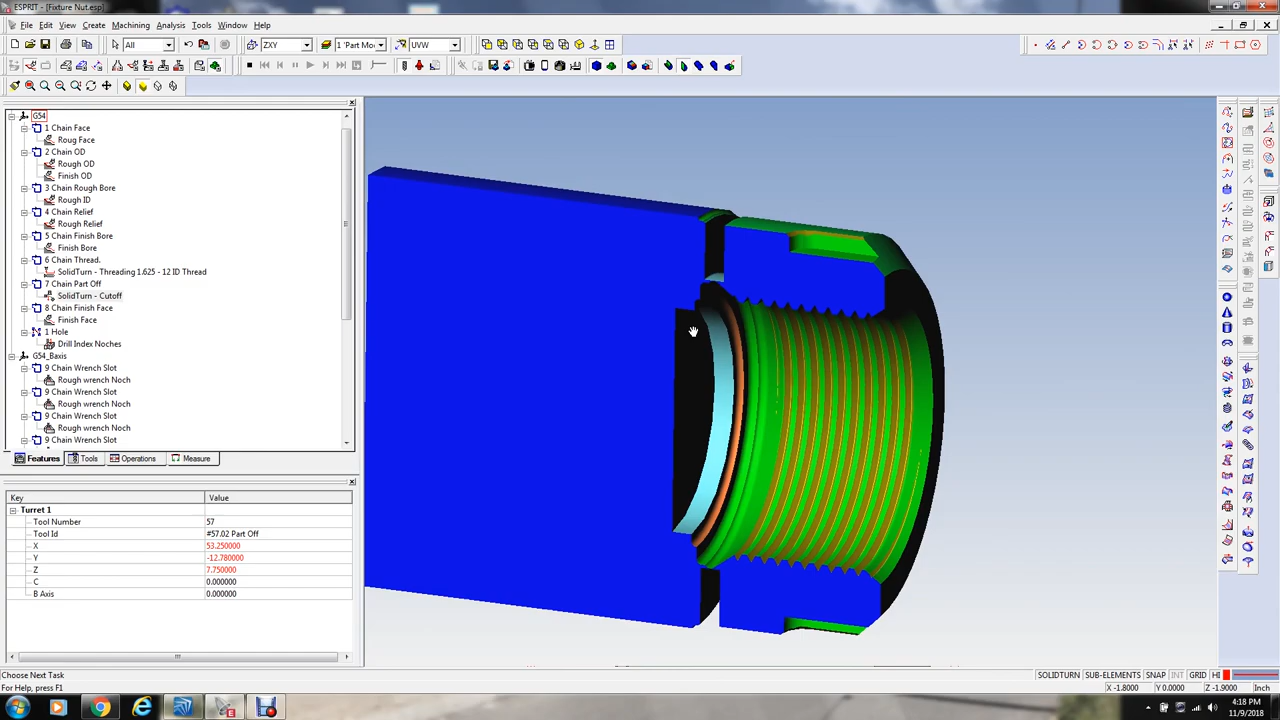 ESPRIT - [Fixture Nut.esp]
File Edit View Create Machining Analysis Tools Window Help
All
ZXY
1 'Part Mo
UVW
G54
1 Chain Face
Roug Face
2 Chain OD
Rough OD
Finish OD
3 Chain Rough Bore
Rough ID
4 Chain Relief
Rough Relief
5 Chain Finish Bore
Finish Bore
6 Chain Thread.
SolidTurn - Threading 1.625 - 12 ID Thread
7 Chain Part Off
SolidTurn - Cutoff
8 Chain Finish Face
Finish Face
1 Hole
Drill Index Noches
G54_Baxis
9 Chain Wrench Slot
Rough wrench Noch
9 Chain Wrench Slot
Rough wrench Noch
9 Chain Wrench Slot
Rough wrench Noch
9 Chain Wrench Slot
Features Tools Operations Measure
Key Value
Turret 1
Tool Number 57
Tool Id #57.02 Part Off
X 53.250000
Y -12.780000
Z 7.750000
C 0.000000
B Axis 0.000000
Choose Next Task
SOLIDTURN SUB-ELEMENTS SNAP INT GRID HI
For Help, press F1
X -1.8000 Y 0.0000 Z -1.9000 Inch
4:18 PM
11/9/2018